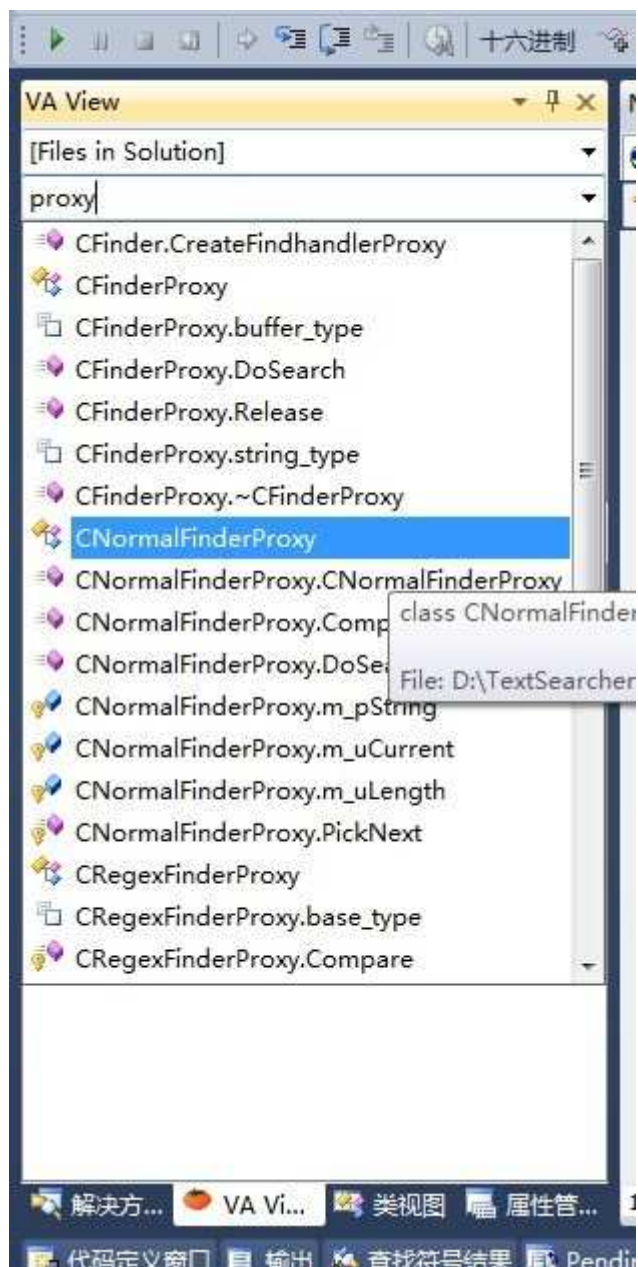 十六进制
VA View
[Files in Solution]
proxy
CFinder.CreateFindhandlerProxy
CFinderProxy
CFinderProxy.buffer_type
CFinderProxy.DoSearch
CFinderProxy.Release
CFinderProxy.string_type
CFinderProxy.~CFinderProxy
CNormalFinderProxy
CNormalFinderProxy.CNormalFinderProxy
CNormalFinderProxy.Comp
class CNormalFinder
CNormalFinderProxy.DoSea
File: D:\TextSearcher
CNormalFinderProxy.m_pString
CNormalFinderProxy.m_uCurrent
CNormalFinderProxy.m_uLength
CNormalFinderProxy.PickNext
CRegexFinderProxy
CRegexFinderProxy.base_type
CRegexFinderProxy.Compare
解决方... VA Vi... 类视图 属性管...
代码定义窗口 输出 查找符号结果 Pendin